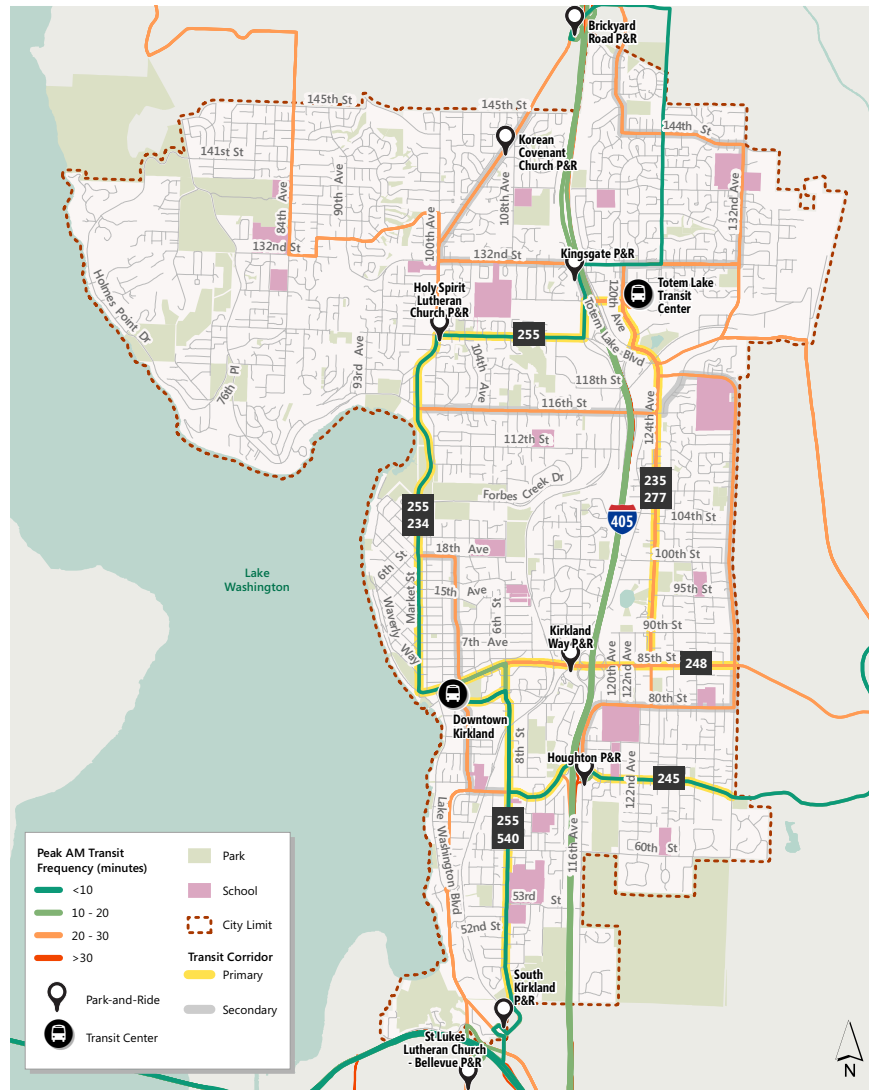 Brickyard
Road P&R
145th St
145th St
Korean
Covenant
Church P&R
144th St
141st St
84th Ave
90th Ave
108th Ave
132nd Ave
100th Ave
132nd St
132nd St
Kingsgate P&R
Holmes Point Dr
Holy Spirit
Lutheran
Church P&R
120th Ave
Totem Lake
Transit
Center
Totem Lake Blvd
255
104th Ave
93rd Ave
76th Pl
118th St
116th St
124th Ave
112th St
Forbes Creek Dr
235
277
255
234
405
104th St
18th Ave
100th St
6th St
Lake
Washington
Market St
15th Ave
6th St
95th St
Waverly Way
90th St
7th Ave
Kirkland
Way P&R
120th Ave
122nd Ave
85th St
248
80th St
Downtown
Kirkland
8th St
Houghton P&R
122nd Ave
245
Lake Washington Blvd
255
540
116th Ave
60th St
53rd St
52nd St
South
Kirkland
P&R
St Lukes
Lutheran Church
- Bellevue P&R
Peak AM Transit
Frequency (minutes)
<10
10 - 20
20 - 30
>30
Park-and-Ride
Transit Center
Park
School
City Limit
Transit Corridor
Primary
Secondary
N